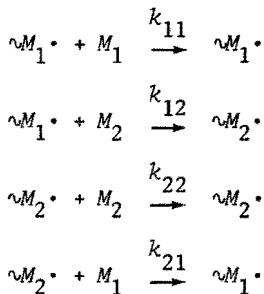 ∿M₁• + M₁ k₁₁ → ∿M₁•
∿M₁• + M₂ k₁₂ → ∿M₂•
∿M₂• + M₂ k₂₂ → ∿M₂•
∿M₂• + M₁ k₂₁ → ∿M₁•